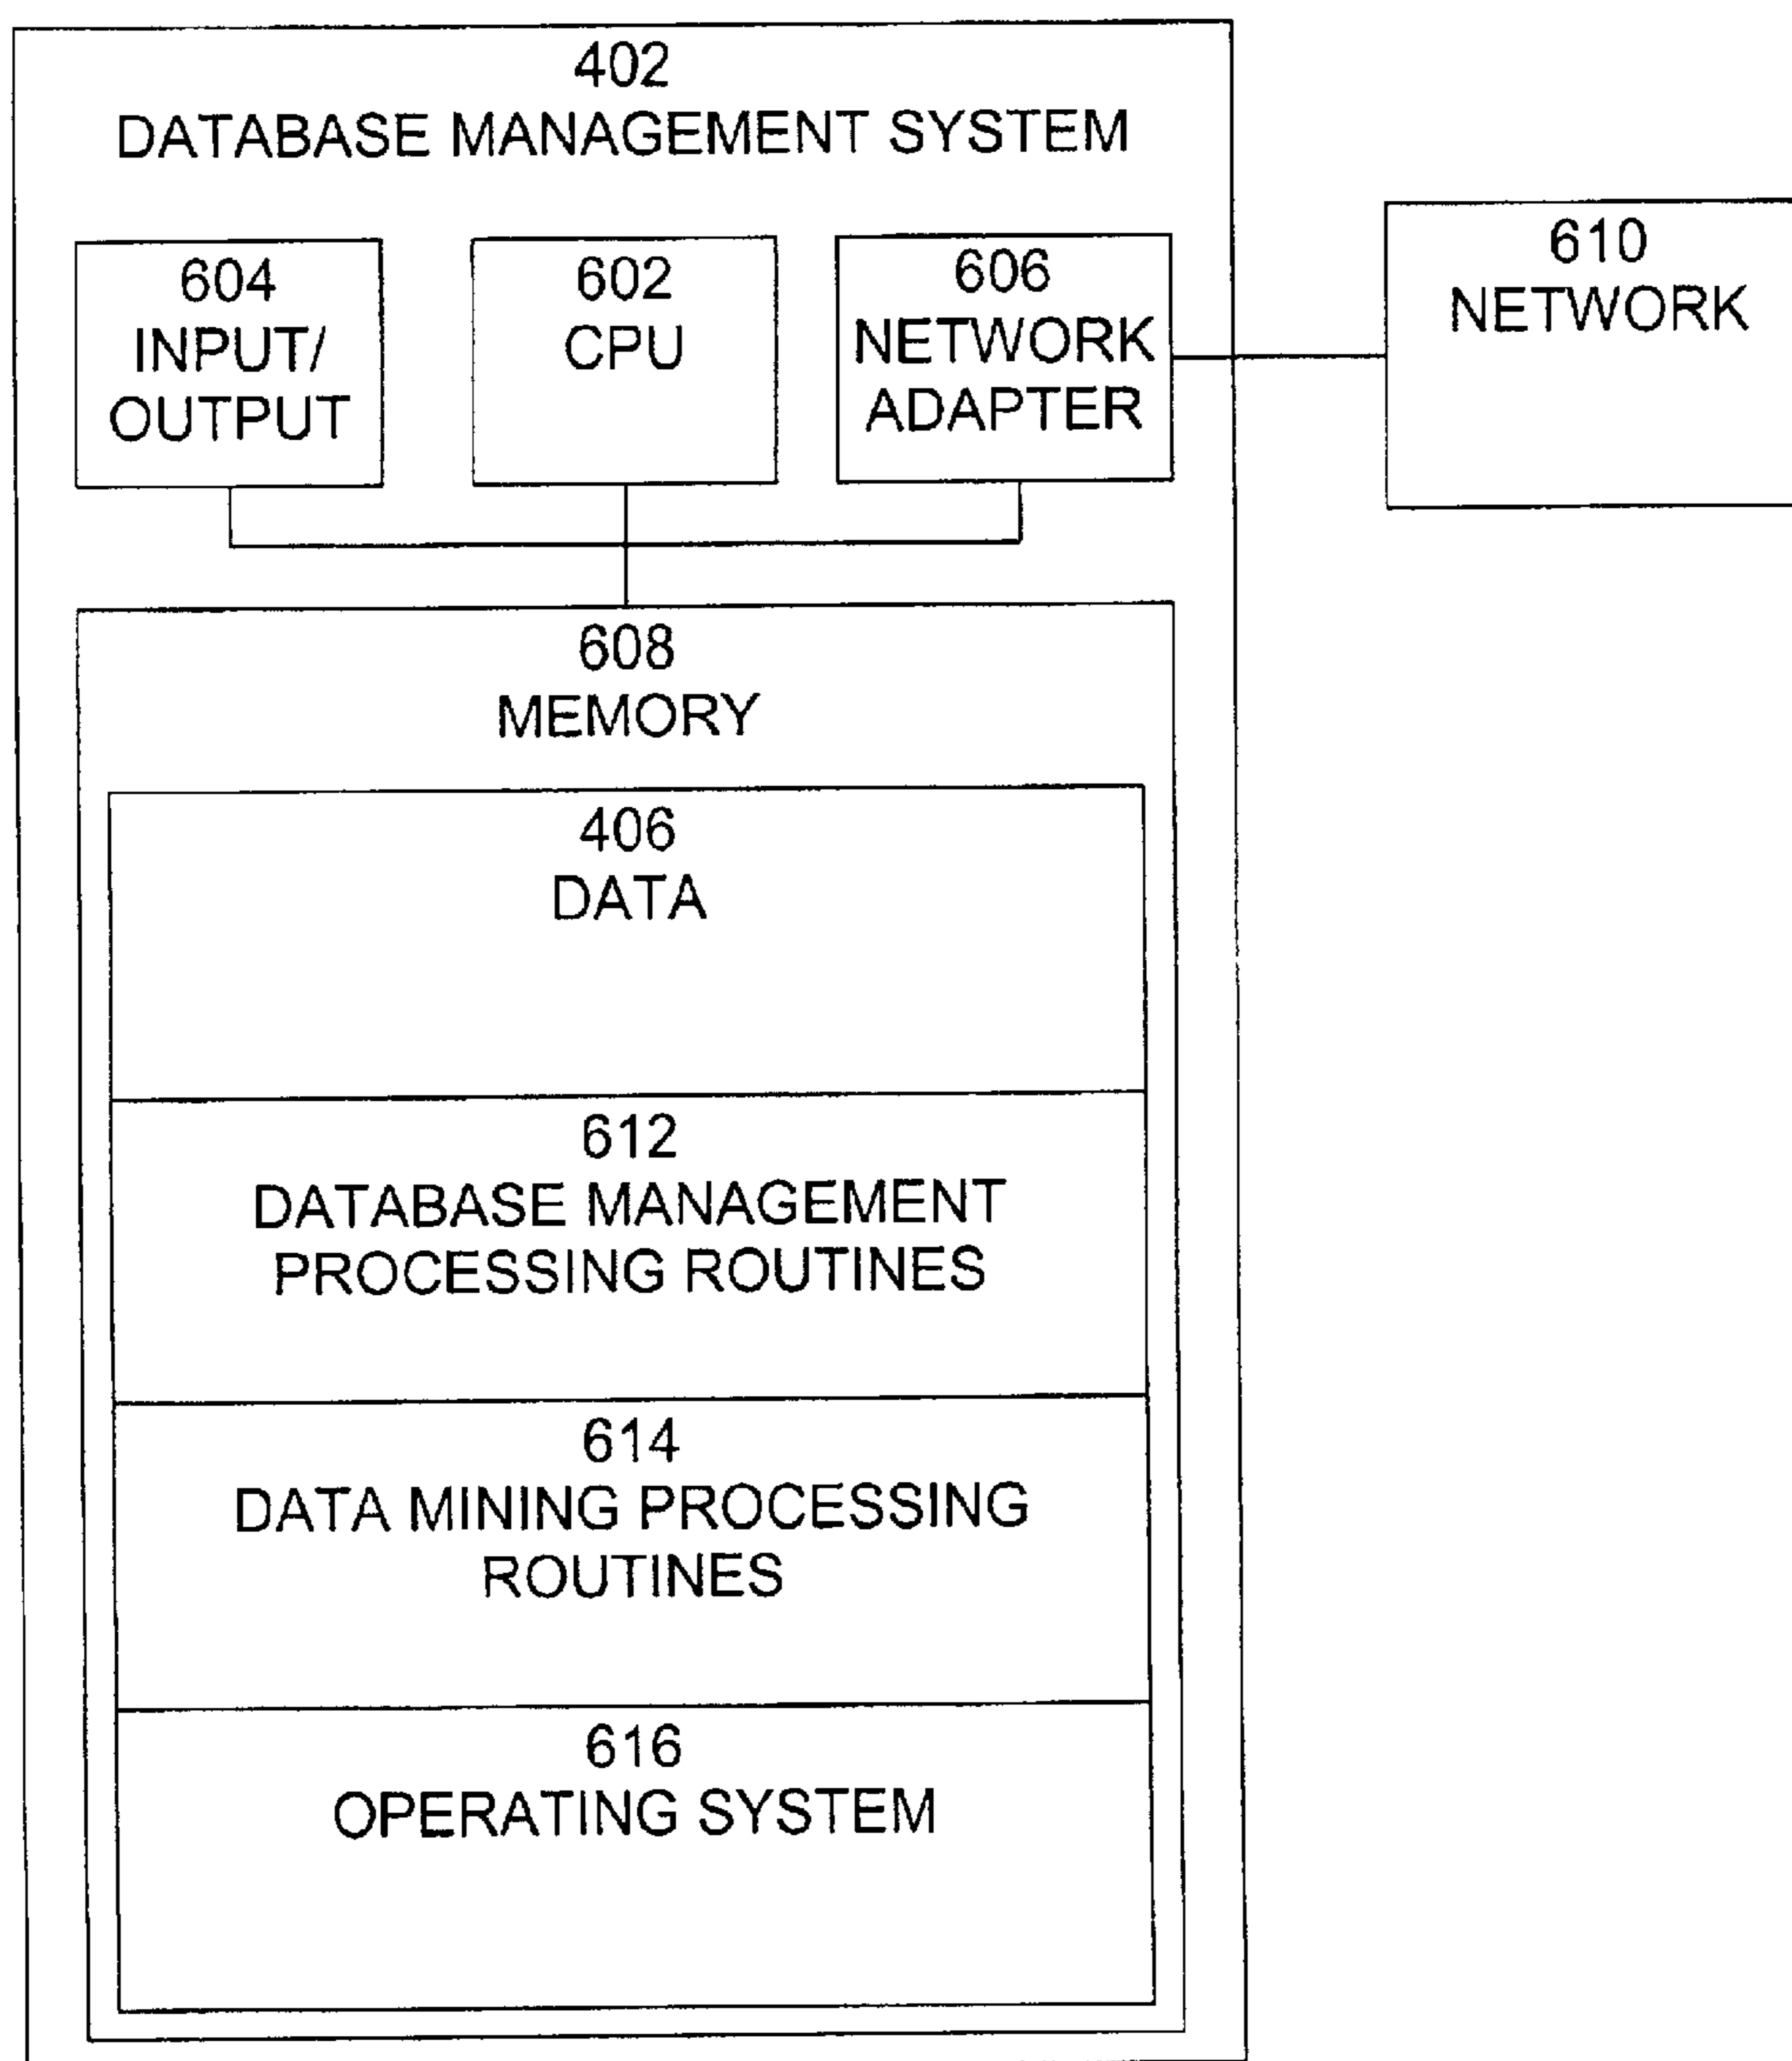 402
DATABASE MANAGEMENT SYSTEM
604
INPUT/
OUTPUT
602
CPU
606
NETWORK
ADAPTER
610
NETWORK
608
MEMORY
406
DATA
612
DATABASE MANAGEMENT
PROCESSING ROUTINES
614
DATA MINING PROCESSING
ROUTINES
616
OPERATING SYSTEM